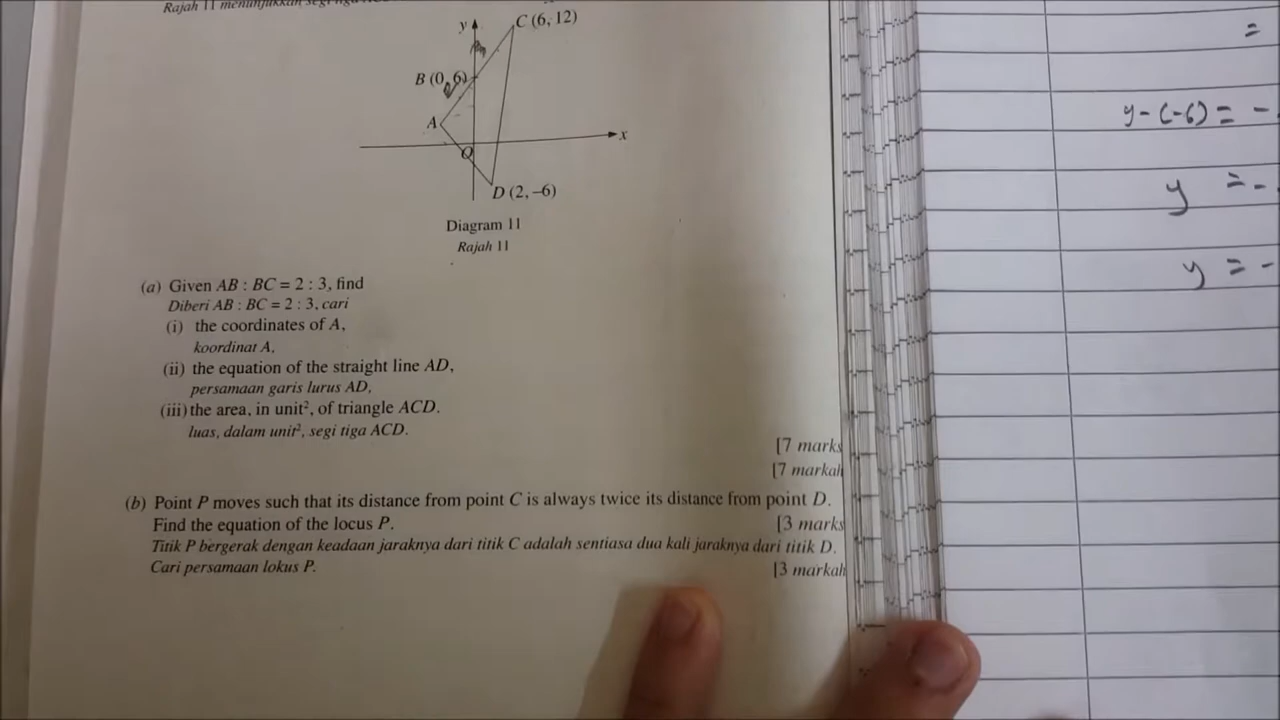 Rajah 11 menunjukkan segi tiga
y
C (6, 12)
B (0, 6)
A
x
O
D (2, –6)
Diagram 11
Rajah 11
(a) Given AB : BC = 2 : 3, find
Diberi AB : BC = 2 : 3, cari
(i) the coordinates of A,
koordinat A,
(ii) the equation of the straight line AD,
persamaan garis lurus AD,
(iii) the area, in unit², of triangle ACD.
luas, dalam unit², segi tiga ACD.
[7 marks
[7 markah
(b) Point P moves such that its distance from point C is always twice its distance from point D.
Find the equation of the locus P.
[3 marks
Titik P bergerak dengan keadaan jaraknya dari titik C adalah sentiasa dua kali jaraknya dari titik D.
Cari persamaan lokus P.
[3 markah
=
y-(-6) = -
y = -
y = -